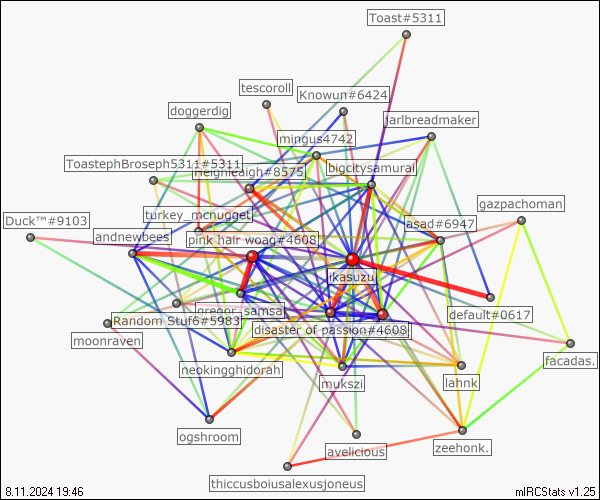 Toast#5311
tescoroll
Knowun#6424
doggerdig
jarlbreadmaker
mingus4742
ToastephBroseph5311#5311
bigcitysamurai
Heighleaigh#8575
gazpachoman
turkey_mcnugget
Duck™#9103
asad#6947
andnewbees
pink hair woag#4608
ikasuzu
gregor_samsa
default#0617
Random Stuf6#5983
disaster of passion#4608
moonraven
facadas.
neokingghidorah
mukszi
lahnk
ogshroom
avelicious
zeehonk.
thiccusboiusalexusjoneus
8.11.2024 19:46
mIRCStats v1.25